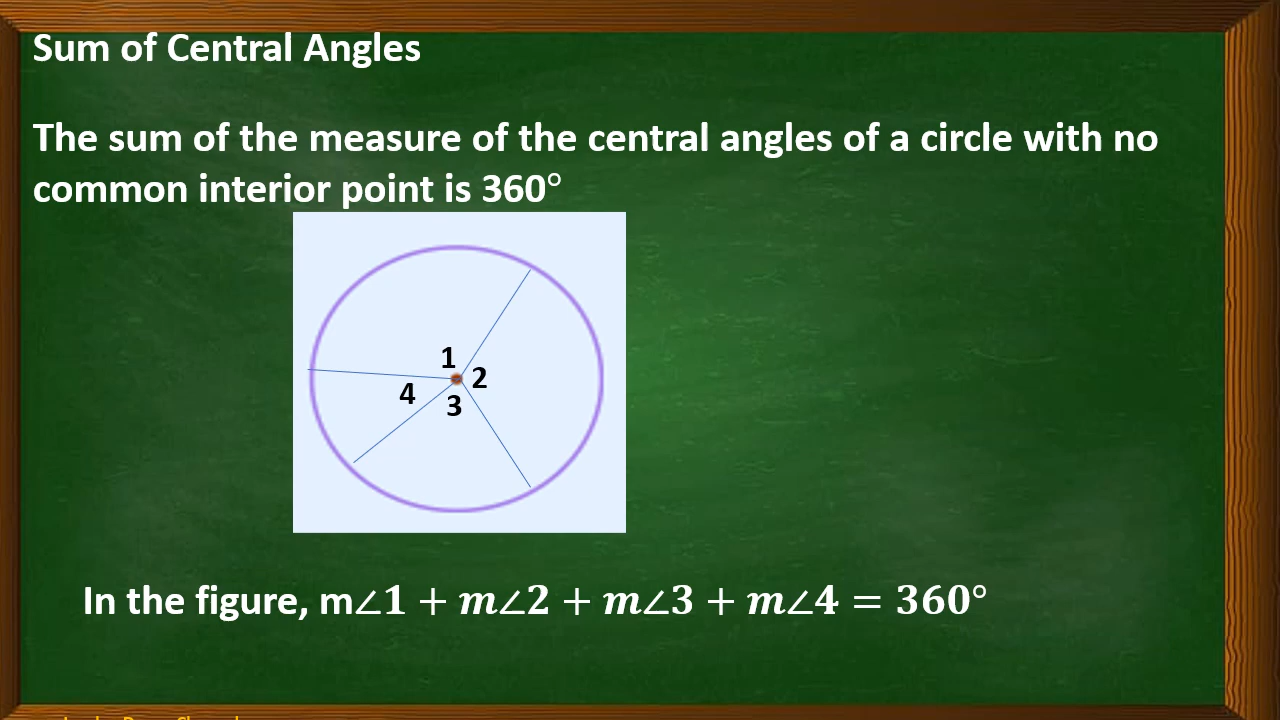 Sum of Central Angles
The sum of the measure of the central angles of a circle with no
common interior point is 360°
1
2
4
3
In the figure, m∠1 + m∠2 + m∠3 + m∠4 = 360°